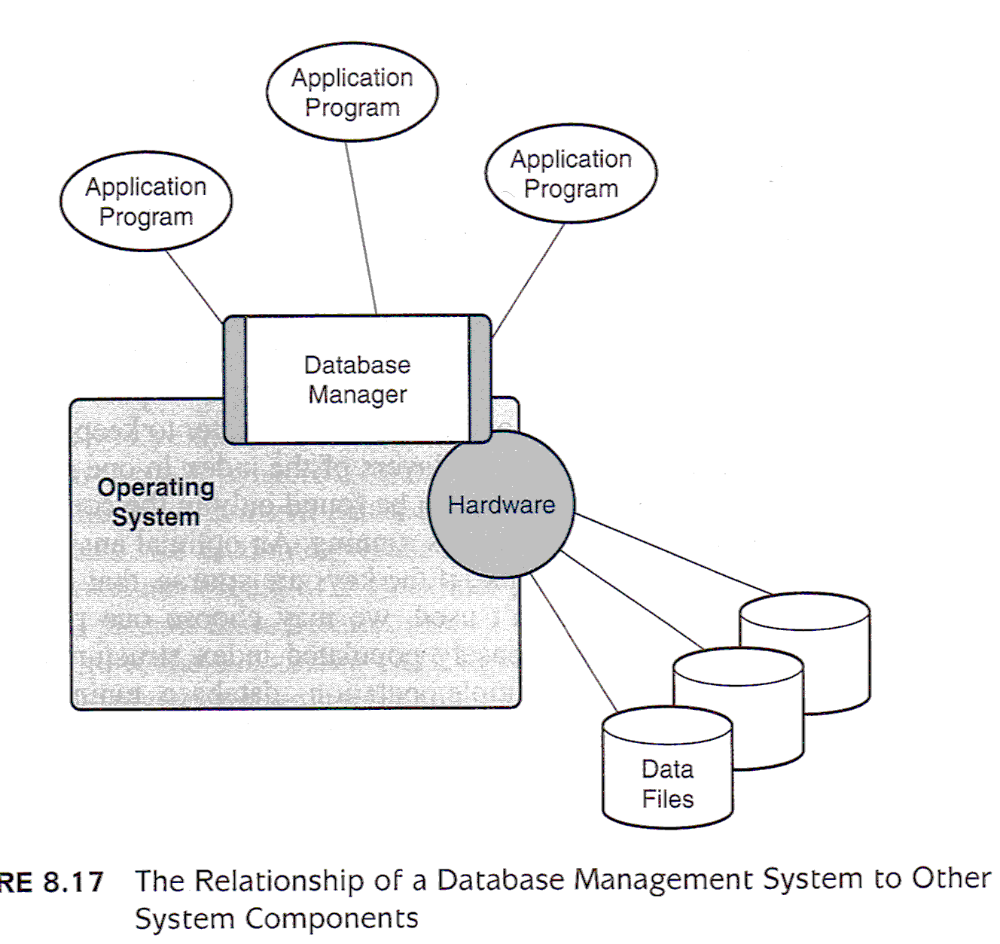 Application
Program
Application
Program
Application
Program
Database
Manager
Operating
System
Hardware
Data
Files
RE 8.17 The Relationship of a Database Management System to Other
System Components